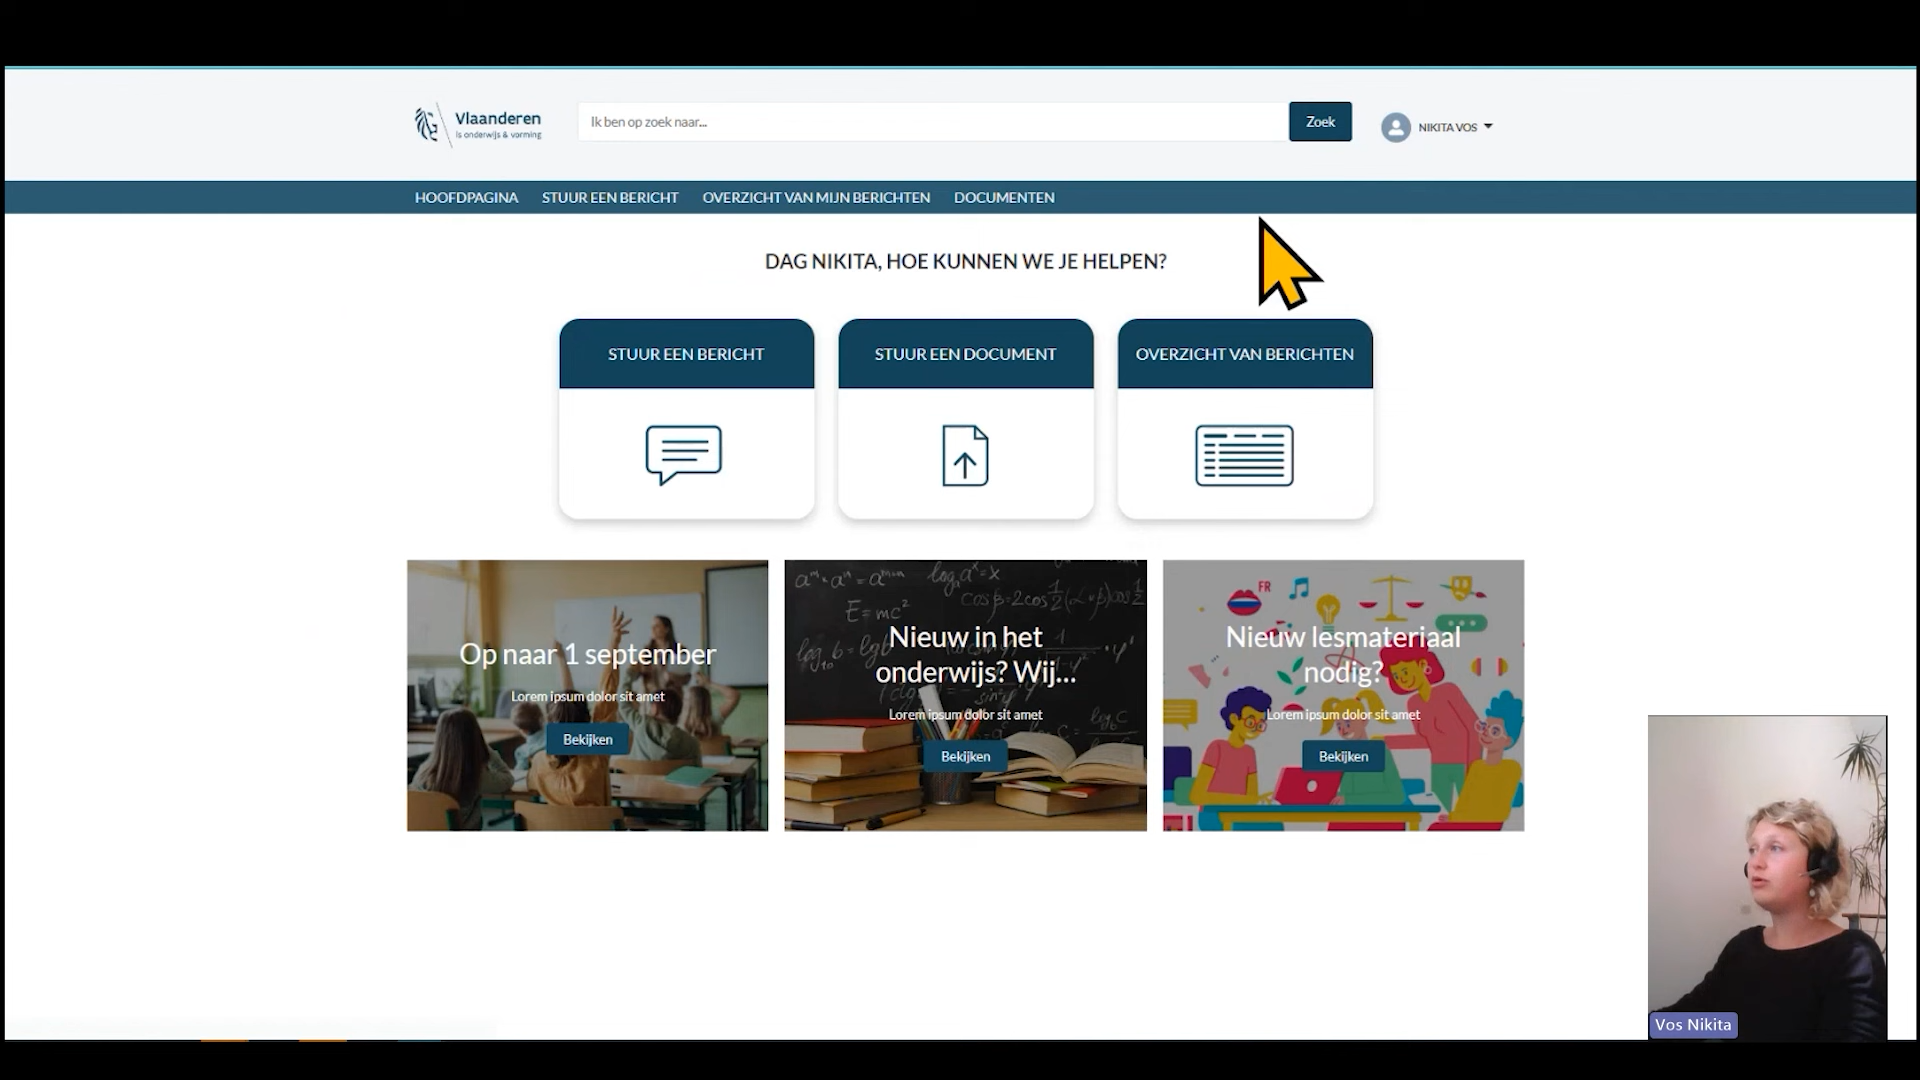 Vlaanderen
is onderwijs & vorming
Ik ben op zoek naar...
Zoek
NIKITA VOS
HOOFDPAGINA STUUR EEN BERICHT OVERZICHT VAN MIJN BERICHTEN DOCUMENTEN
DAG NIKITA, HOE KUNNEN WE JE HELPEN?
STUUR EEN BERICHT
STUUR EEN DOCUMENT
OVERZICHT VAN BERICHTEN
Op naar 1 september
Lorem ipsum dolor sit amet
Bekijken
Nieuw in het
onderwijs? Wij...
Lorem ipsum dolor sit amet
Bekijken
E=mc²
FR
Nieuw lesmateriaal
nodig?
Lorem ipsum dolor sit amet
Bekijken
Vos Nikita